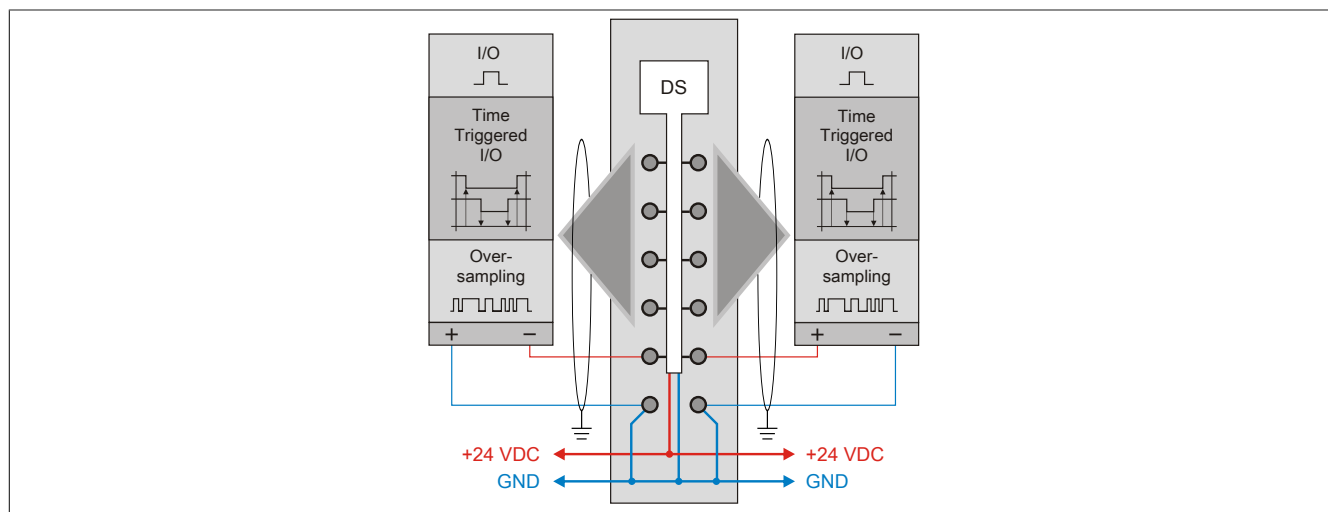 I/O
Time
Triggered
I/O
Over-
sampling
+ −
DS
I/O
Time
Triggered
I/O
Over-
sampling
+ −
+24 VDC
GND
+24 VDC
GND